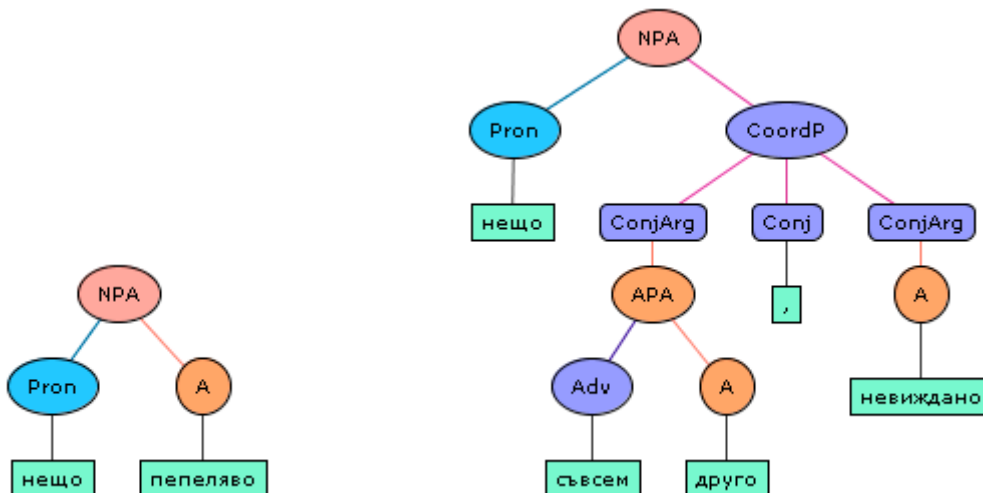 NPA
Pron
CoordP
нещо
ConjArg
Conj
ConjArg
NPA
APA
,
A
Pron
A
Adv
A
невиждано
нещо
пепеляво
съвсем
друго